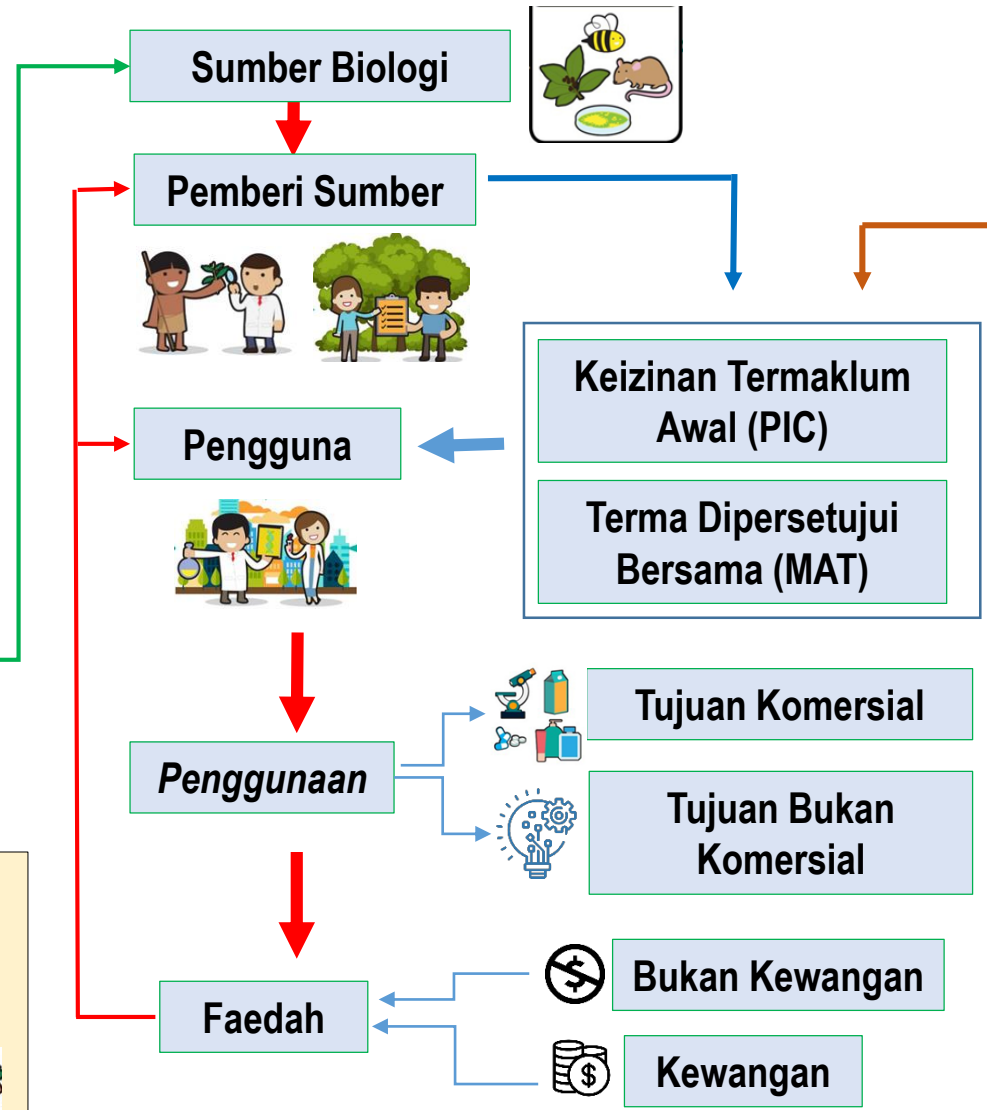 Sumber Biologi
Pemberi Sumber
Keizinan Termaklum
Awal (PIC)
Pengguna
Terma Dipersetujui
Bersama (MAT)
Tujuan Komersial
Penggunaan
Tujuan Bukan
Komersial
$
Bukan Kewangan
Faedah
$
Kewangan